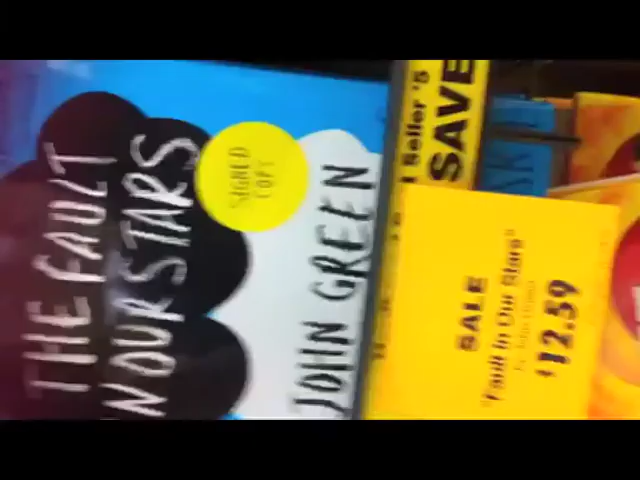 THE FAULT
IN OUR STARS
SIGNED
COPY
JOHN GREEN
Seller
SAVE
SALE
"Fault in Our Stars"
$12.59